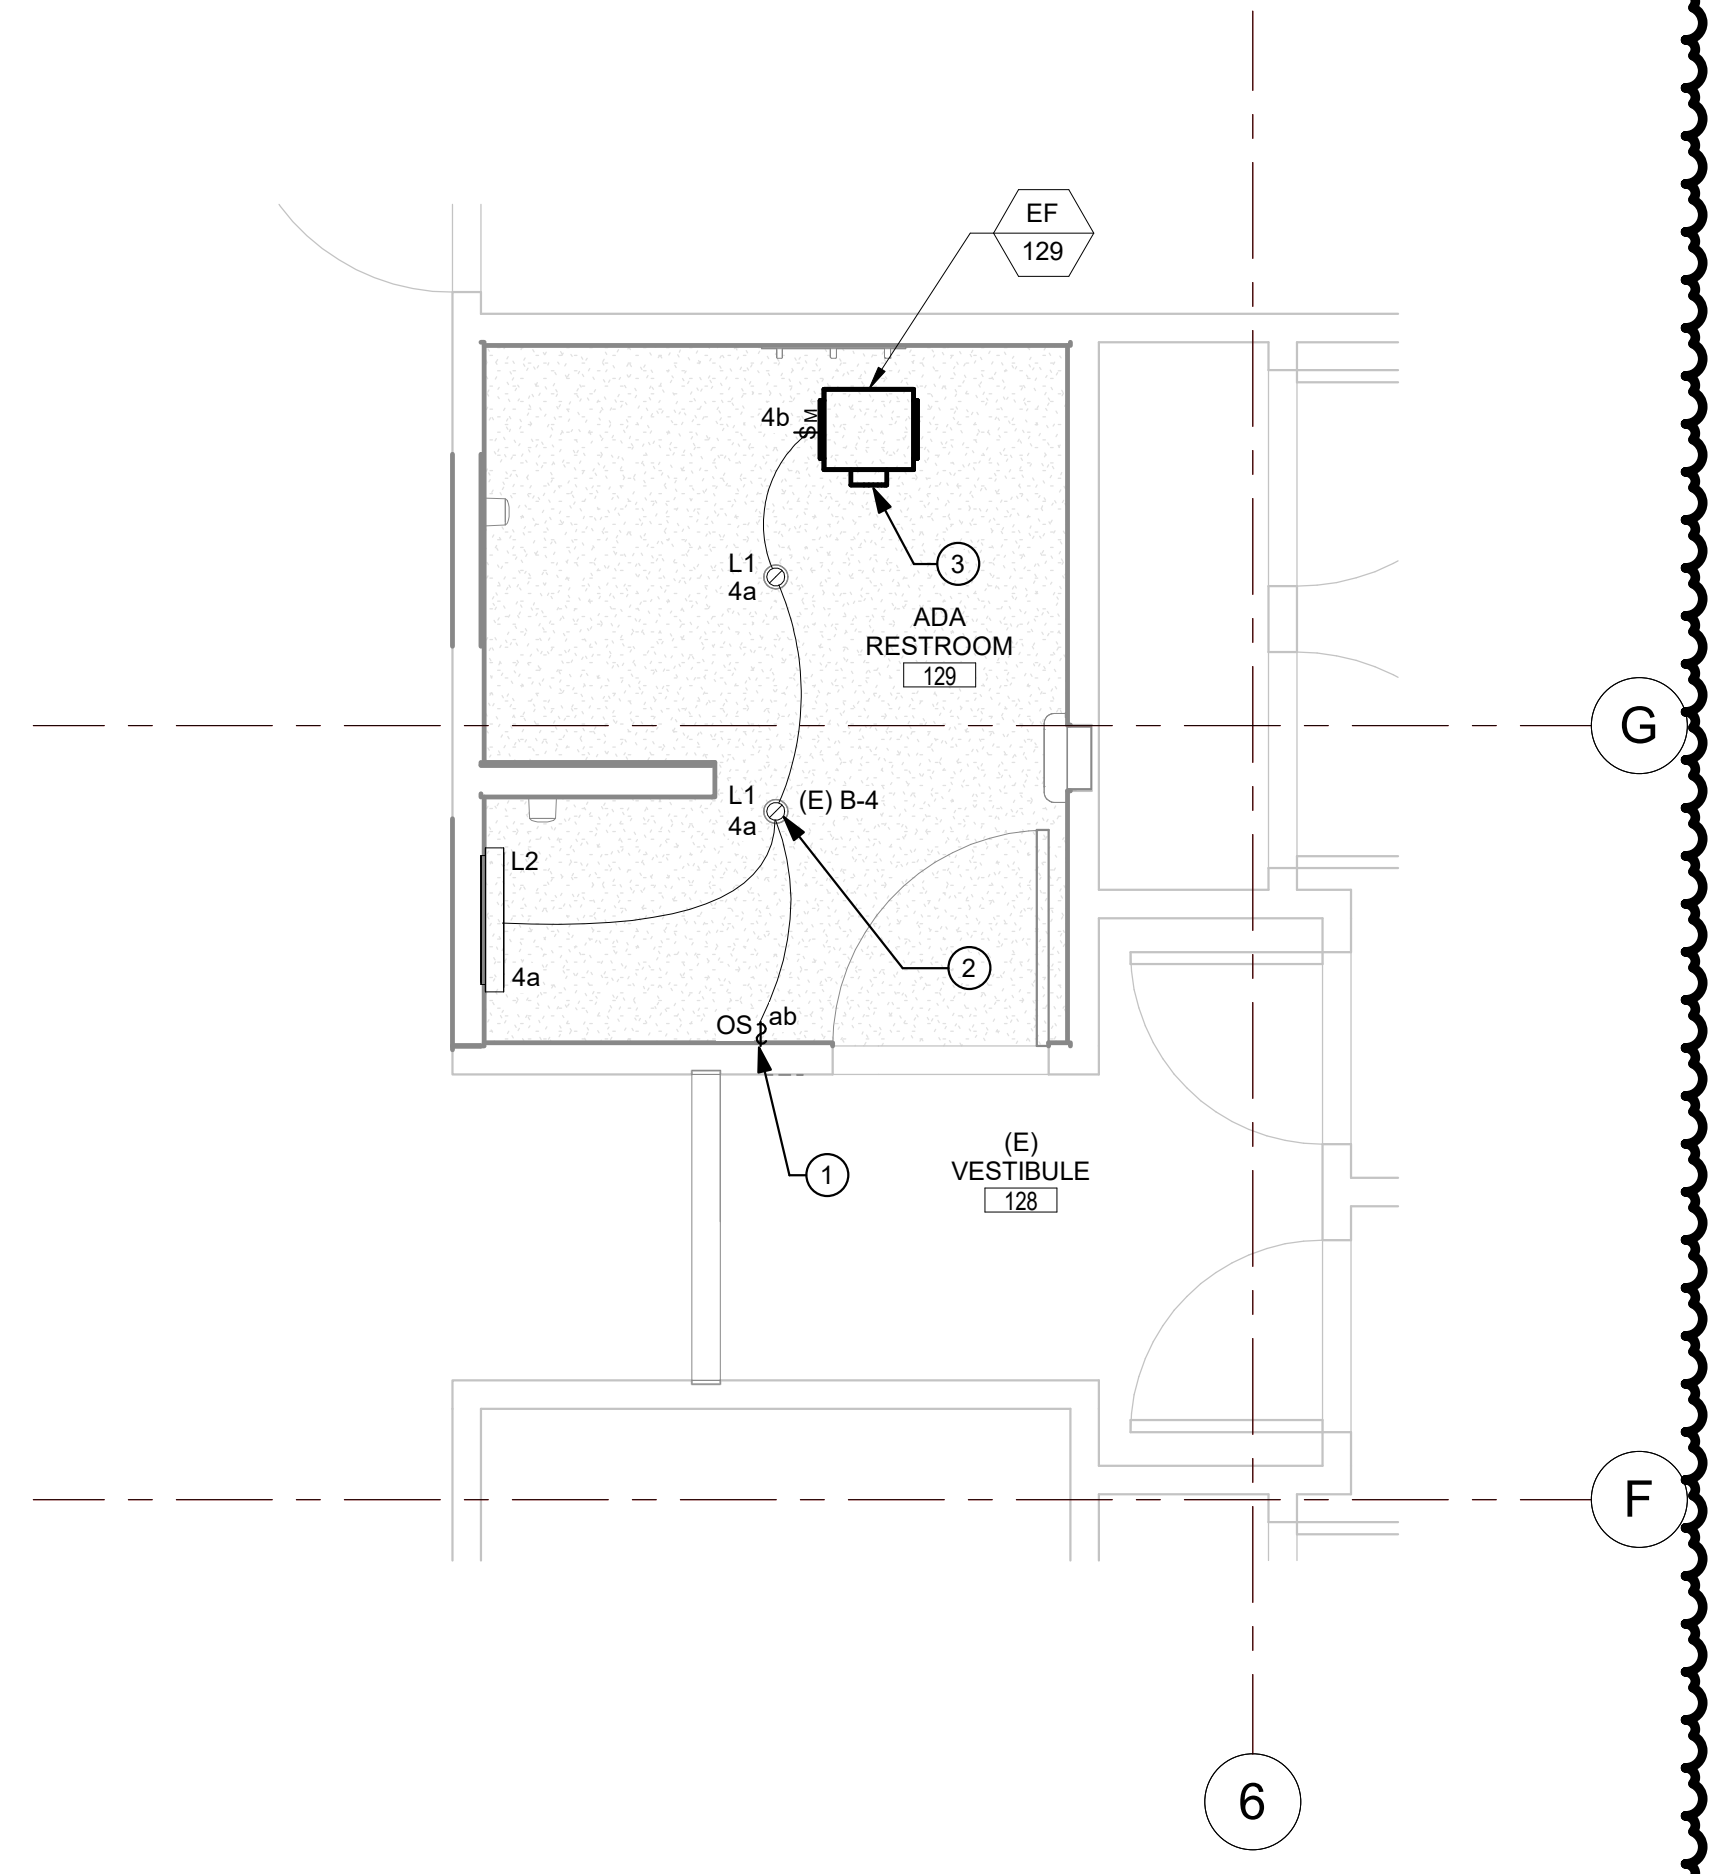 EF
129
4b
$M
L1
4a
3
ADA
RESTROOM
129
G
L1
(E) B-4
4a
L2
4a
2
OS
ab
1
(E)
VESTIBULE
128
F
6